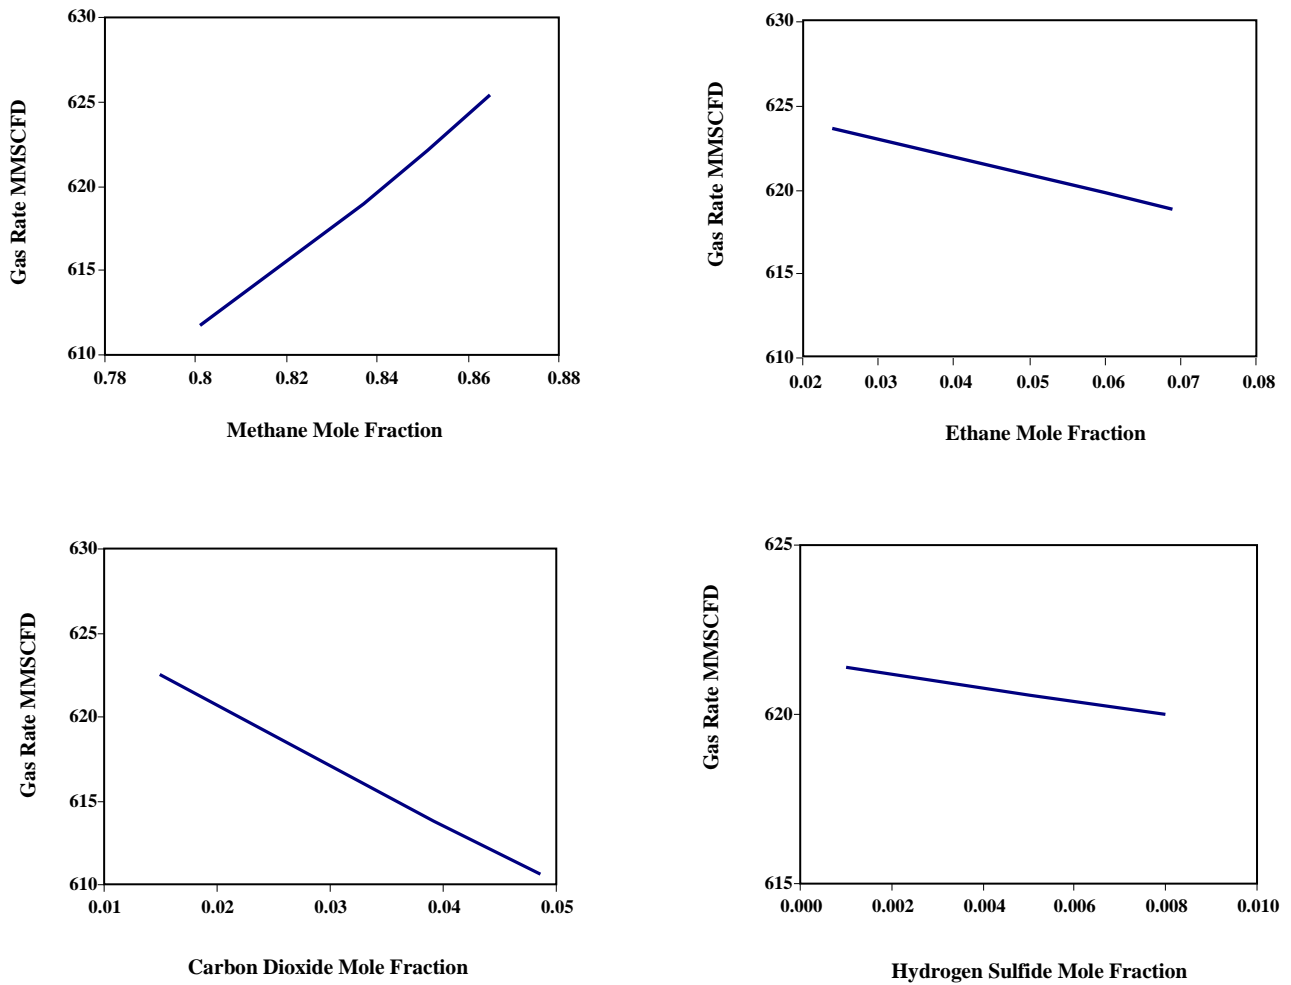 630
625
620
615
610
Gas Rate MMSCFD
0.78 0.8 0.82 0.84 0.86 0.88
Methane Mole Fraction
630
625
620
615
610
Gas Rate MMSCFD
0.02 0.03 0.04 0.05 0.06 0.07 0.08
Ethane Mole Fraction
630
625
620
615
610
Gas Rate MMSCFD
0.01 0.02 0.03 0.04 0.05
Carbon Dioxide Mole Fraction
625
620
615
Gas Rate MMSCFD
0.000 0.002 0.004 0.006 0.008 0.010
Hydrogen Sulfide Mole Fraction